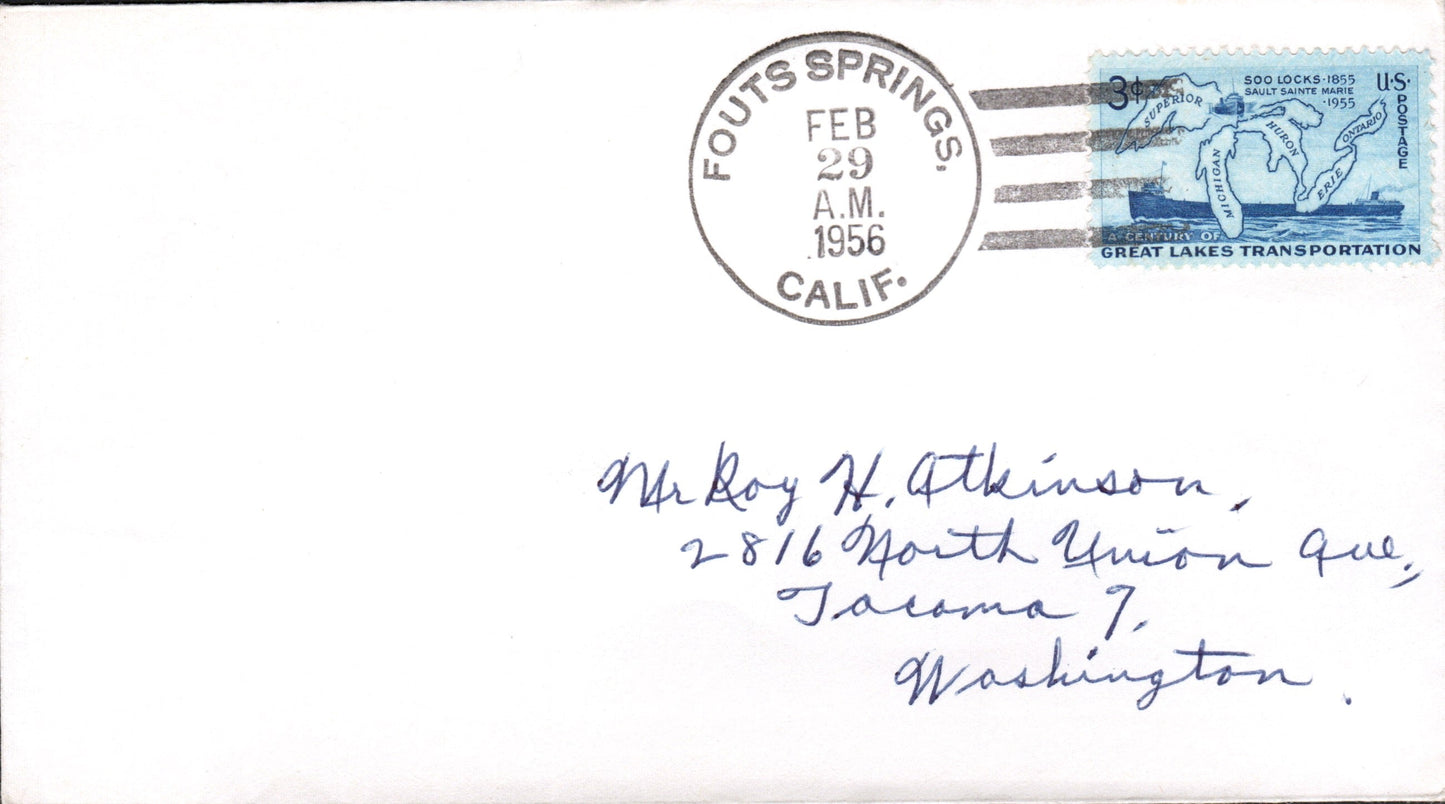 FOUTS SPRINGS,
FEB
29
A.M.
1956
CALIF.
3¢
SOO LOCKS·1855
SAULT SAINTE MARIE
·1955
U·S·
POSTAGE
SUPERIOR
MICHIGAN
HURON
ERIE
ONTARIO
A CENTURY OF
GREAT LAKES TRANSPORTATION
Mr Roy H. Atkinson,
2816 North Union Ave.,
Tacoma 7,
Washington.